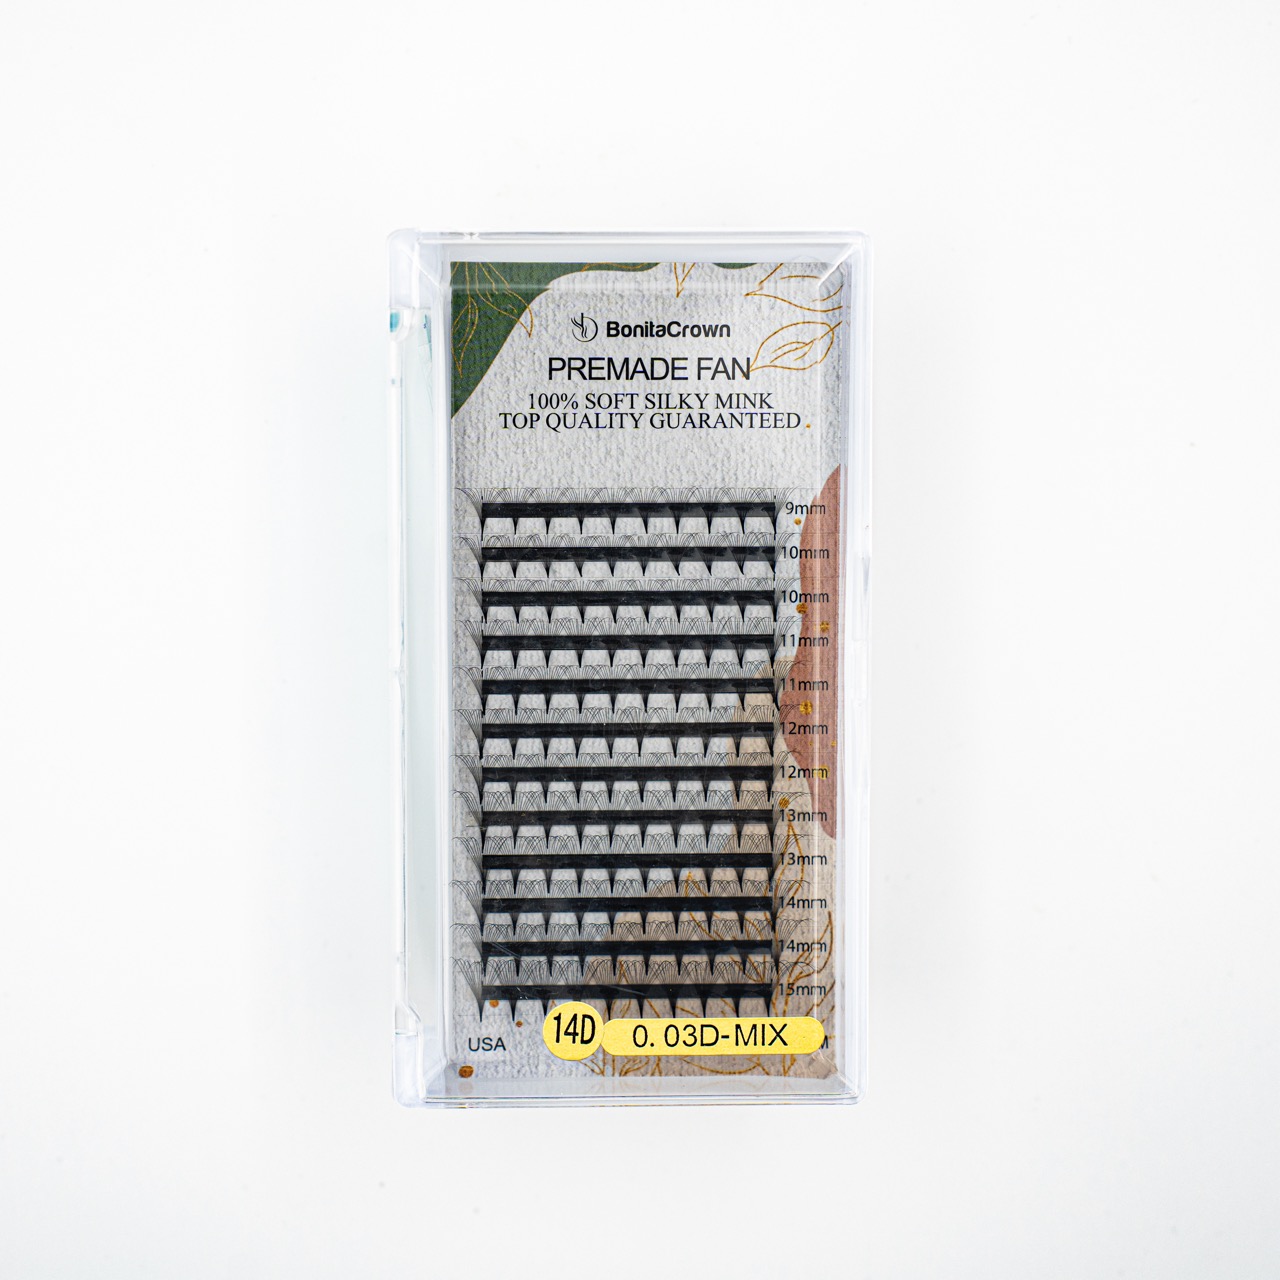 BonitaCrown
PREMADE FAN
100% SOFT SILKY MINK
TOP QUALITY GUARANTEED
9mm
10mm
10mm
11mm
11mm
12mm
12mm
13mm
13mm
14mm
14mm
15mm
14D
0.03D-MIX
USA